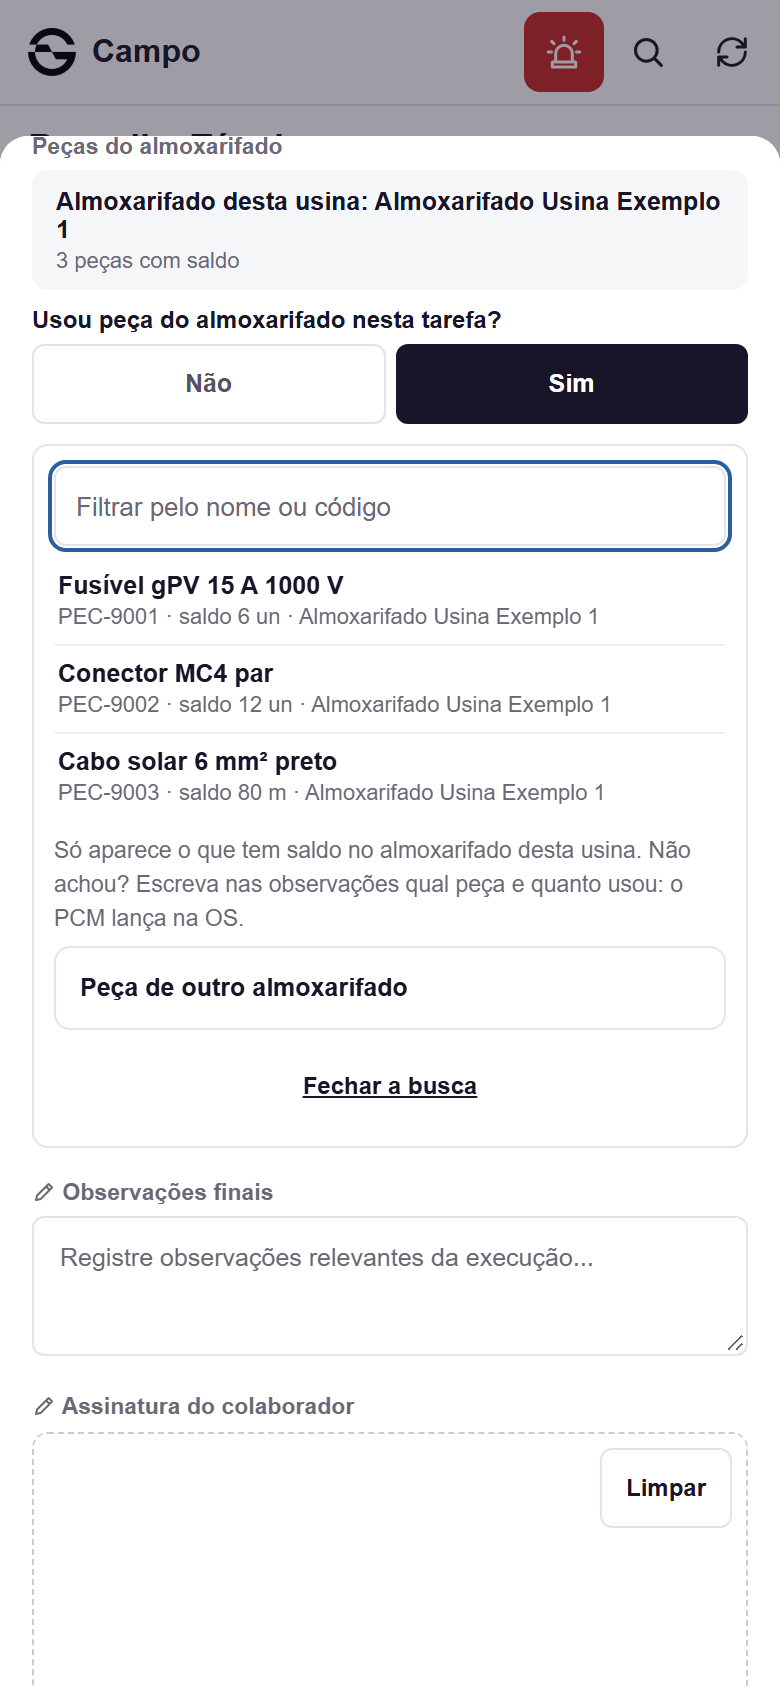 Campo
Peças do almoxarifado
Almoxarifado desta usina: Almoxarifado Usina Exemplo
1
3 peças com saldo
Usou peça do almoxarifado nesta tarefa?
Não
Sim
Filtrar pelo nome ou código
Fusível gPV 15 A 1000 V
PEC-9001 · saldo 6 un · Almoxarifado Usina Exemplo 1
Conector MC4 par
PEC-9002 · saldo 12 un · Almoxarifado Usina Exemplo 1
Cabo solar 6 mm² preto
PEC-9003 · saldo 80 m · Almoxarifado Usina Exemplo 1
Só aparece o que tem saldo no almoxarifado desta usina. Não
achou? Escreva nas observações qual peça e quanto usou: o
PCM lança na OS.
Peça de outro almoxarifado
Fechar a busca
Observações finais
Registre observações relevantes da execução...
Assinatura do colaborador
Limpar